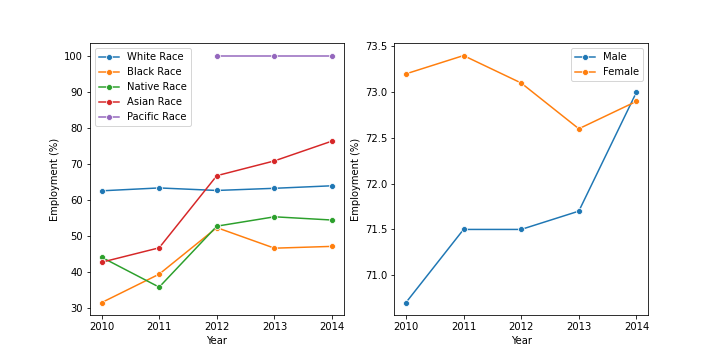 White Race
Black Race
Native Race
Asian Race
Pacific Race
100
90
80
70
60
50
40
30
Employment (%)
2010 2011 2012 2013 2014
Year
Male
Female
73.5
73.0
72.5
72.0
71.5
71.0
Employment (%)
2010 2011 2012 2013 2014
Year